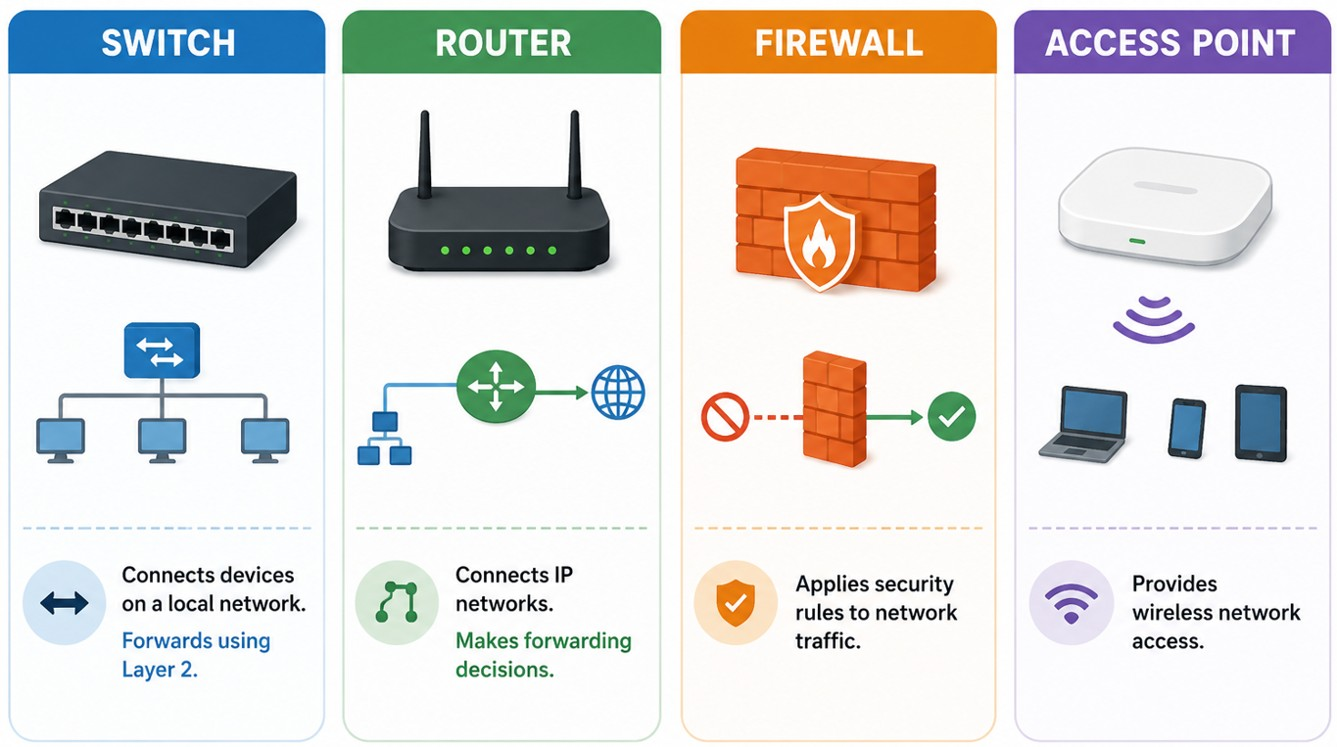 SWITCH
Connects devices
on a local network.
Forwards using
Layer 2.
ROUTER
Connects IP
networks.
Makes forwarding
decisions.
FIREWALL
Applies security
rules to network
traffic.
ACCESS POINT
Provides
wireless network
access.